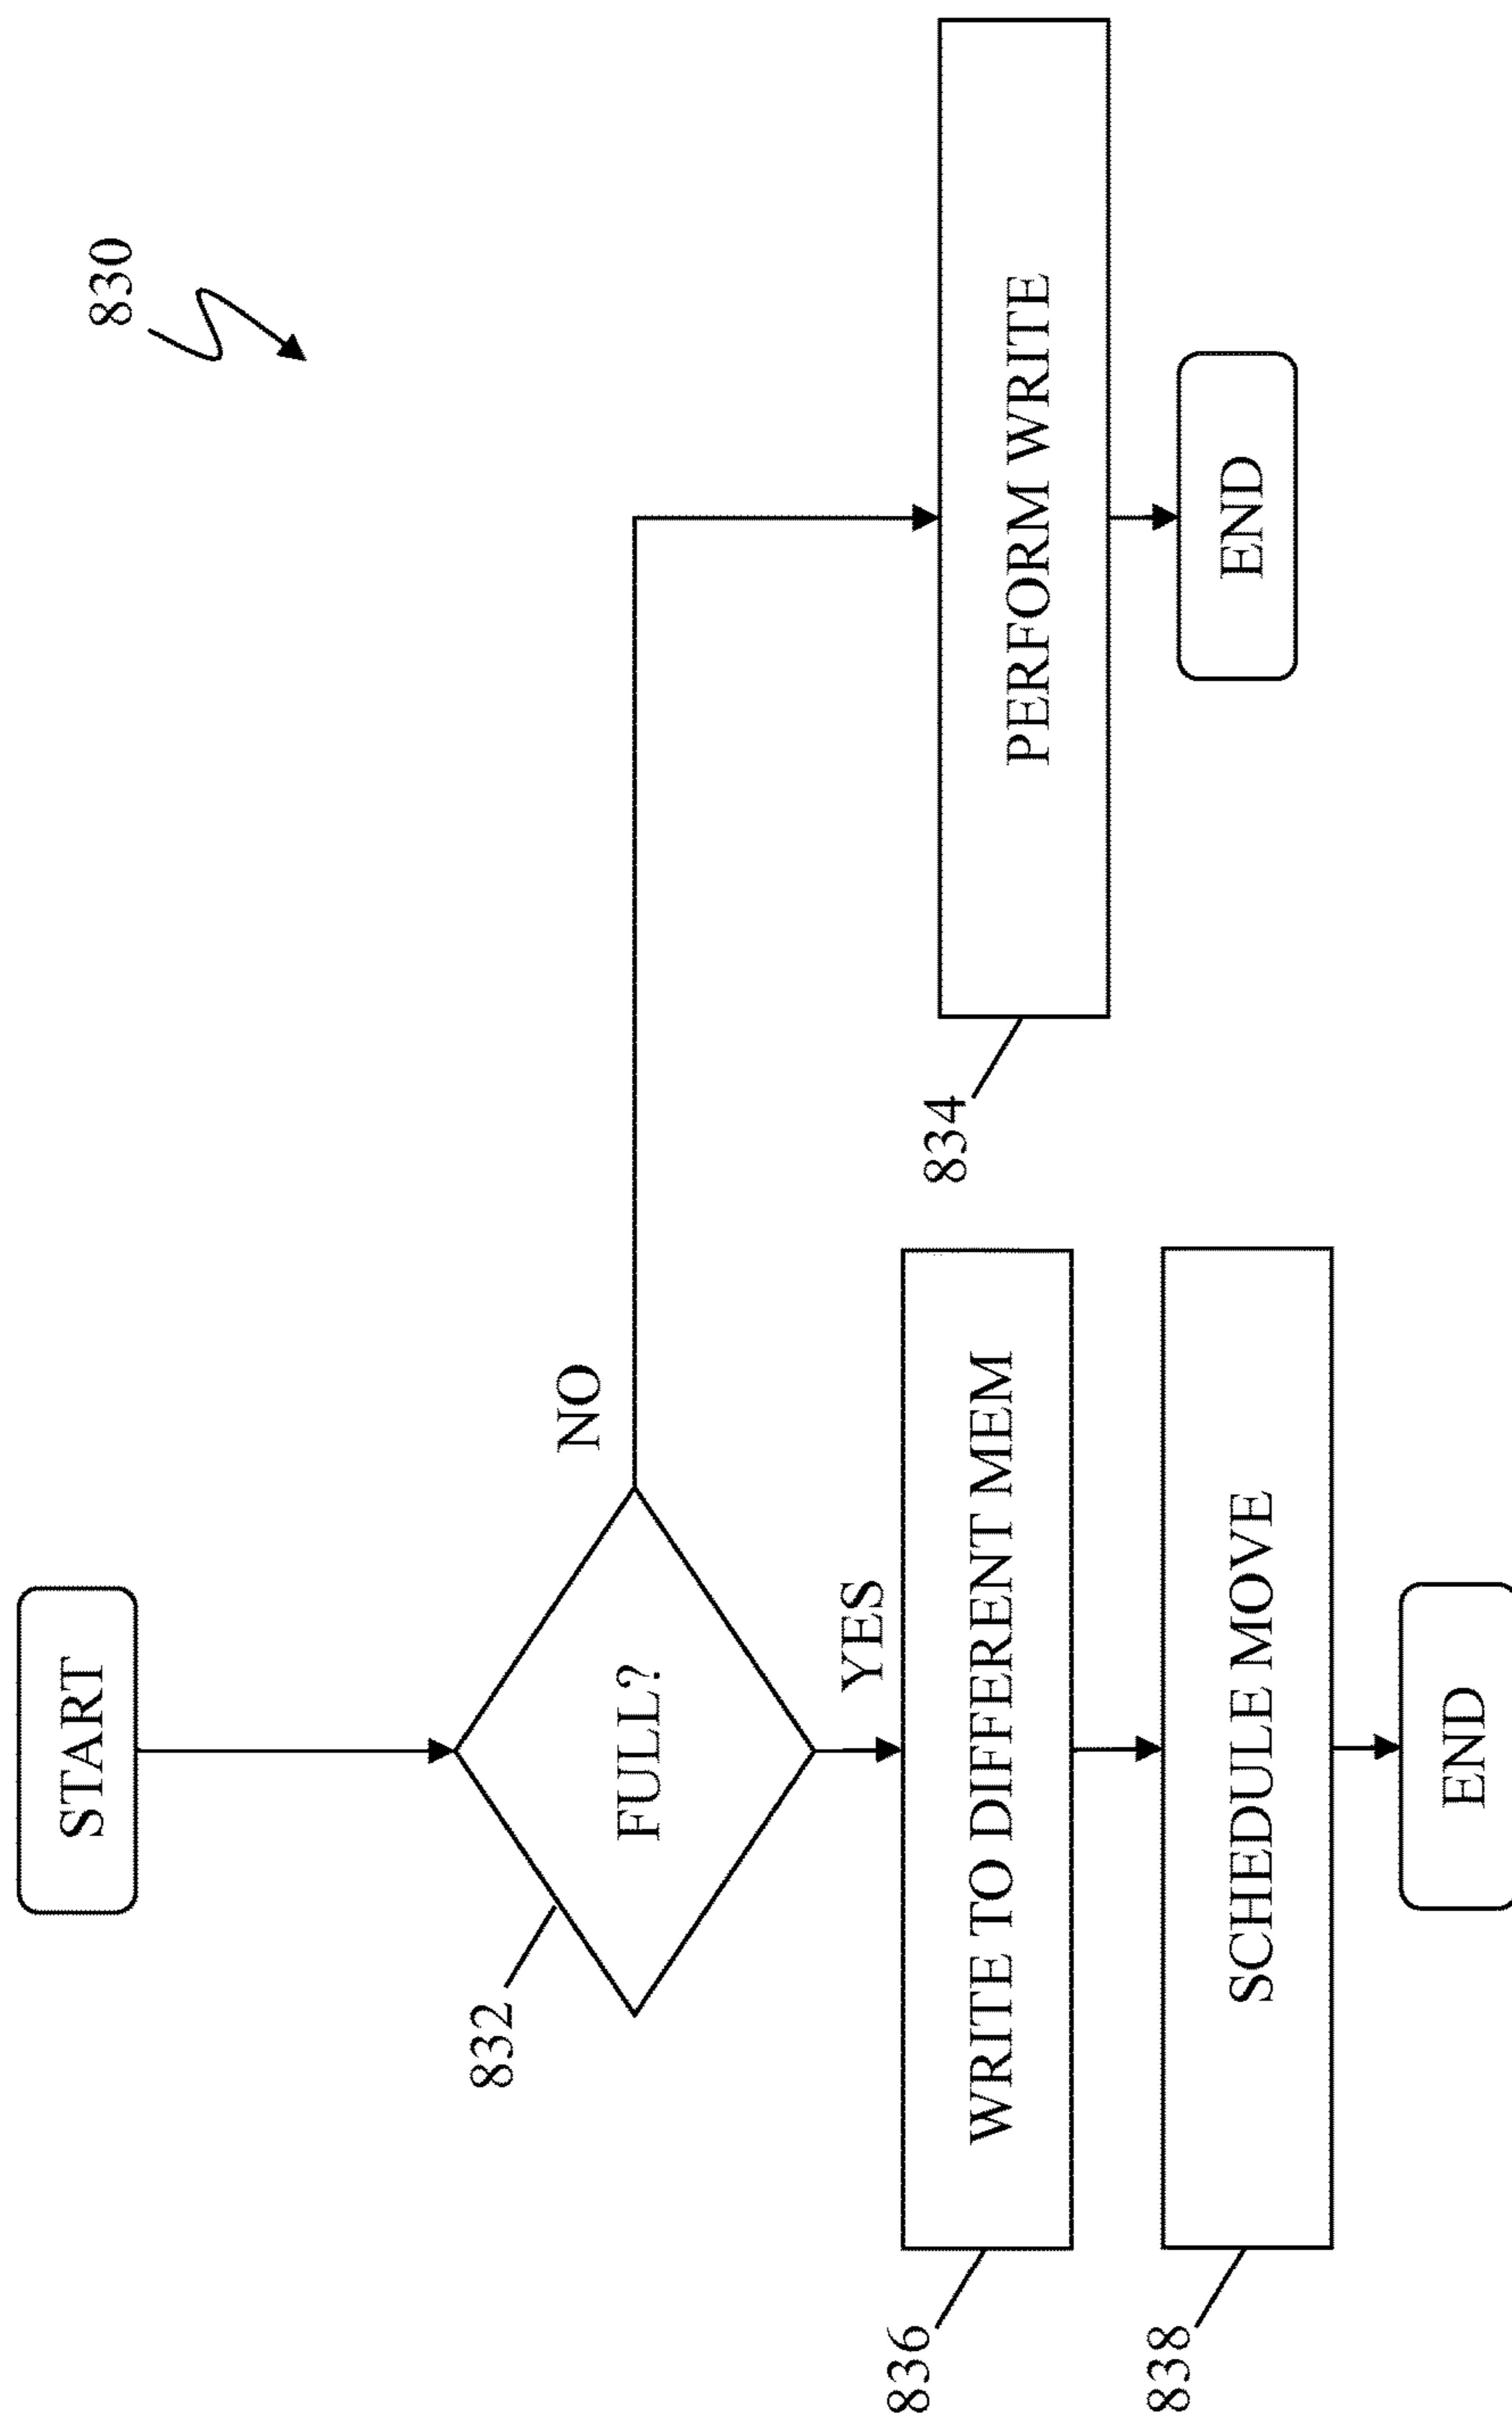 830
START
832
FULL?
NO
YES
836
WRITE TO DIFFERENT MEM
834
PERFORM WRITE
838
SCHEDULE MOVE
END
END